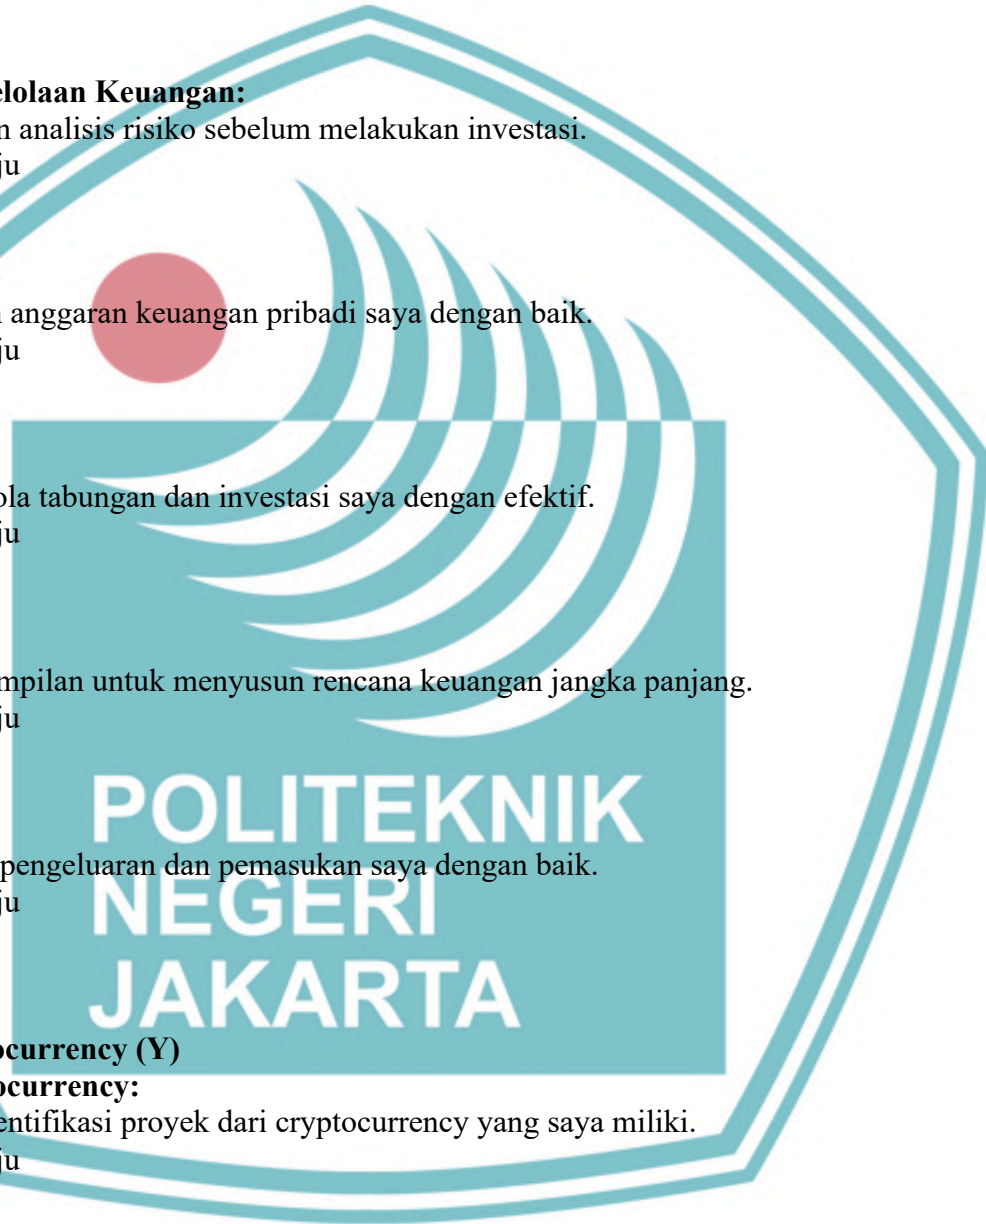 elolaan Keuangan:
n analisis risiko sebelum melakukan investasi.
ju
n anggaran keuangan pribadi saya dengan baik.
ju
ola tabungan dan investasi saya dengan efektif.
ju
mpilan untuk menyusun rencana keuangan jangka panjang.
ju
POLITEKNIK
pengeluaran dan pemasukan saya dengan baik.
NEGERI
ju
JAKARTA
ocurrency (Y)
ocurrency:
entifikasi proyek dari cryptocurrency yang saya miliki.
ju